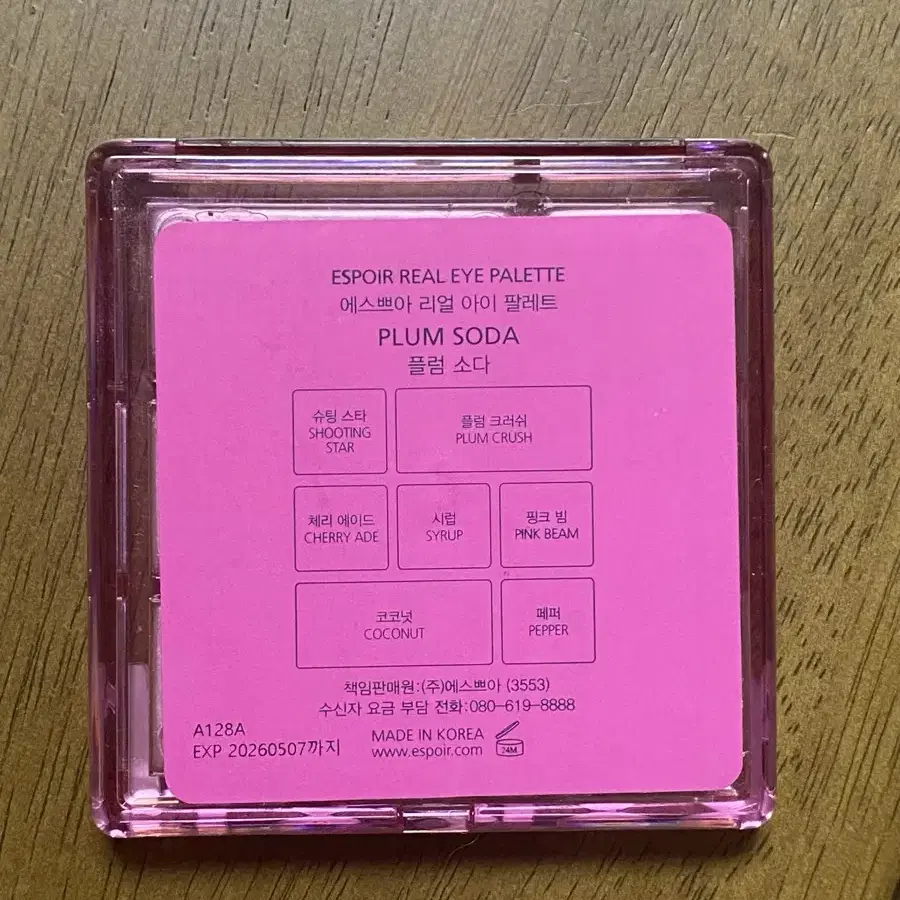 ESPOIR REAL EYE PALETTE
에스쁘아 리얼 아이 팔레트
PLUM SODA
플럼 소다
슈팅 스타
SHOOTING
STAR
플럼 크러쉬
PLUM CRUSH
체리 에이드
CHERRY ADE
시럽
SYRUP
핑크 빔
PINK BEAM
코코넛
COCONUT
페퍼
PEPPER
책임판매원:(주)에스쁘아 (3553)
수신자 요금 부담 전화:080-619-8888
A128A
EXP 20260507까지
MADE IN KOREA
www.espoir.com
24M